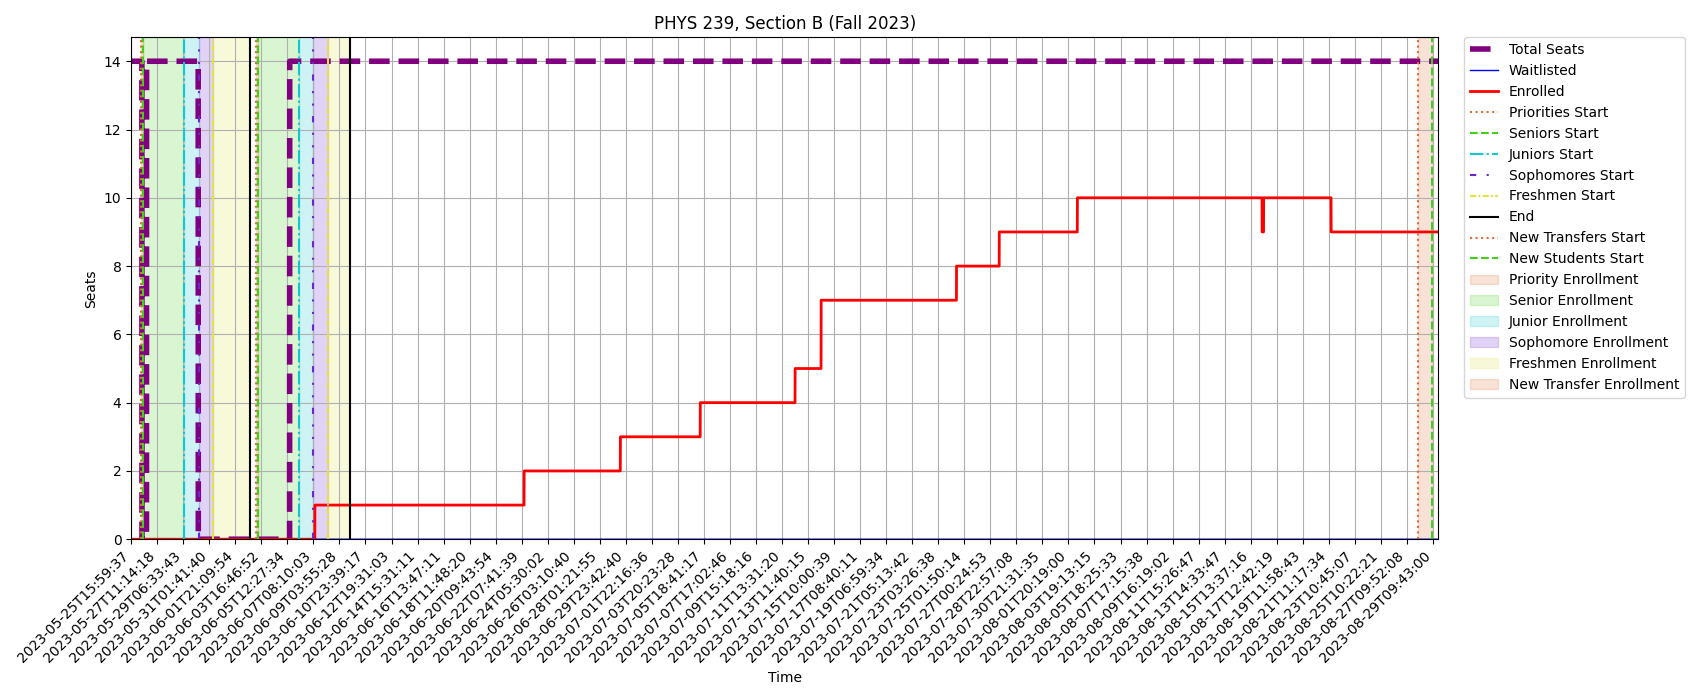 PHYS 239, Section B (Fall 2023)
Seats
14
12
10
8
6
4
2
0
2023-05-25T15:59:37
2023-05-27T11:14:18
2023-05-29T06:33:43
2023-05-31T01:41:40
2023-06-01T21:09:54
2023-06-03T16:46:52
2023-06-05T12:27:34
2023-06-07T08:10:03
2023-06-09T03:55:28
2023-06-10T23:39:17
2023-06-12T19:31:03
2023-06-14T15:31:11
2023-06-16T13:47:11
2023-06-18T11:48:20
2023-06-20T09:43:54
2023-06-22T07:41:39
2023-06-24T05:30:02
2023-06-26T03:10:40
2023-06-28T01:21:55
2023-06-29T23:42:40
2023-07-01T22:16:36
2023-07-03T20:23:28
2023-07-05T18:41:17
2023-07-07T17:02:46
2023-07-09T15:18:16
2023-07-11T13:31:20
2023-07-13T11:40:15
2023-07-15T10:00:39
2023-07-17T08:40:11
2023-07-19T06:59:34
2023-07-21T05:13:42
2023-07-23T03:26:38
2023-07-25T01:50:14
2023-07-27T00:24:53
2023-07-28T22:57:08
2023-07-30T21:31:35
2023-08-01T20:19:00
2023-08-03T19:13:15
2023-08-05T18:25:33
2023-08-07T17:15:38
2023-08-09T16:19:02
2023-08-11T15:26:47
2023-08-13T14:33:47
2023-08-15T13:37:16
2023-08-17T12:42:19
2023-08-19T11:58:43
2023-08-21T11:17:34
2023-08-23T10:45:07
2023-08-25T10:22:21
2023-08-27T09:52:08
2023-08-29T09:43:00
Time
Total Seats
Waitlisted
Enrolled
Priorities Start
Seniors Start
Juniors Start
Sophomores Start
Freshmen Start
End
New Transfers Start
New Students Start
Priority Enrollment
Senior Enrollment
Junior Enrollment
Sophomore Enrollment
Freshmen Enrollment
New Transfer Enrollment